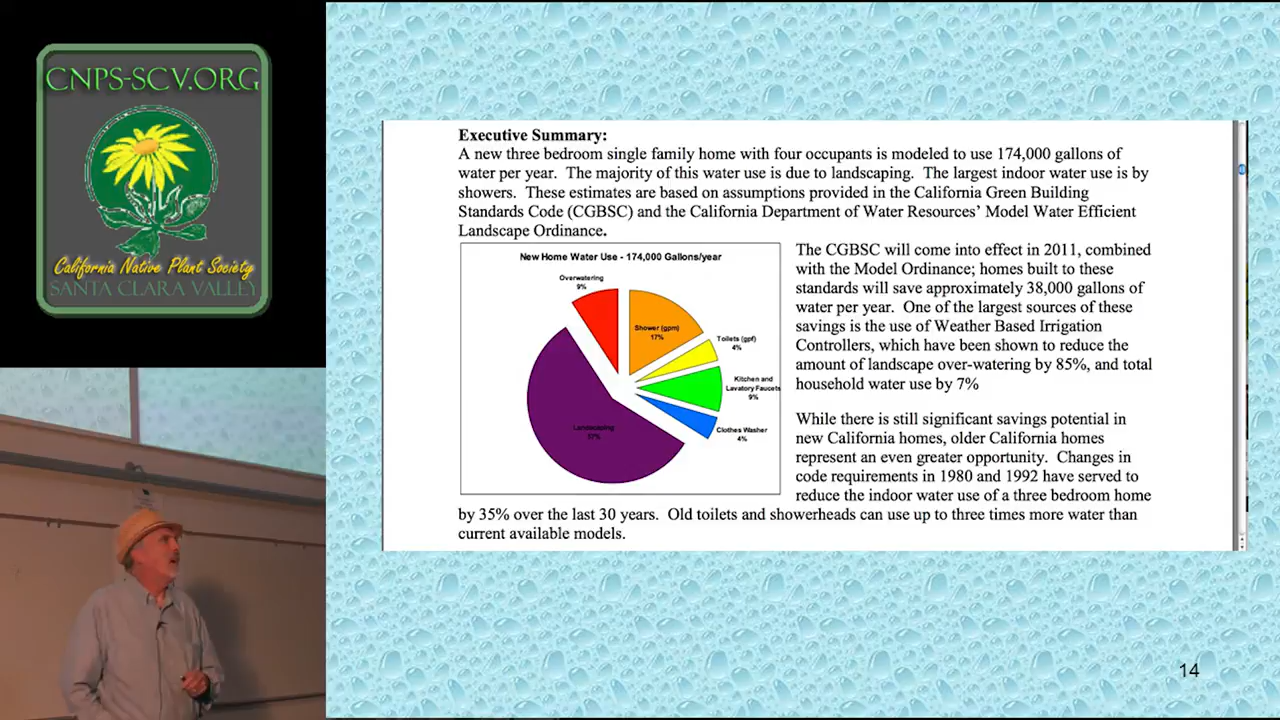 CNPS-SCV.ORG
California Native Plant Society
SANTA CLARA VALLEY
Executive Summary:
A new three bedroom single family home with four occupants is modeled to use 174,000 gallons of
water per year.  The majority of this water use is due to landscaping.  The largest indoor water use is by
showers.  These estimates are based on assumptions provided in the California Green Building
Standards Code (CGBSC) and the California Department of Water Resources' Model Water Efficient
Landscape Ordinance.
New Home Water Use - 174,000 Gallons/year
Overwatering
9%
Shower (gpm)
17%
Toilets (gpf)
4%
Kitchen and
Lavatory Faucets
9%
Clothes Washer
4%
Landscaping
57%
The CGBSC will come into effect in 2011, combined
with the Model Ordinance; homes built to these
standards will save approximately 38,000 gallons of
water per year.  One of the largest sources of these
savings is the use of Weather Based Irrigation
Controllers, which have been shown to reduce the
amount of landscape over-watering by 85%, and total
household water use by 7%
While there is still significant savings potential in
new California homes, older California homes
represent an even greater opportunity.  Changes in
code requirements in 1980 and 1992 have served to
reduce the indoor water use of a three bedroom home
by 35% over the last 30 years.  Old toilets and showerheads can use up to three times more water than
current available models.
14